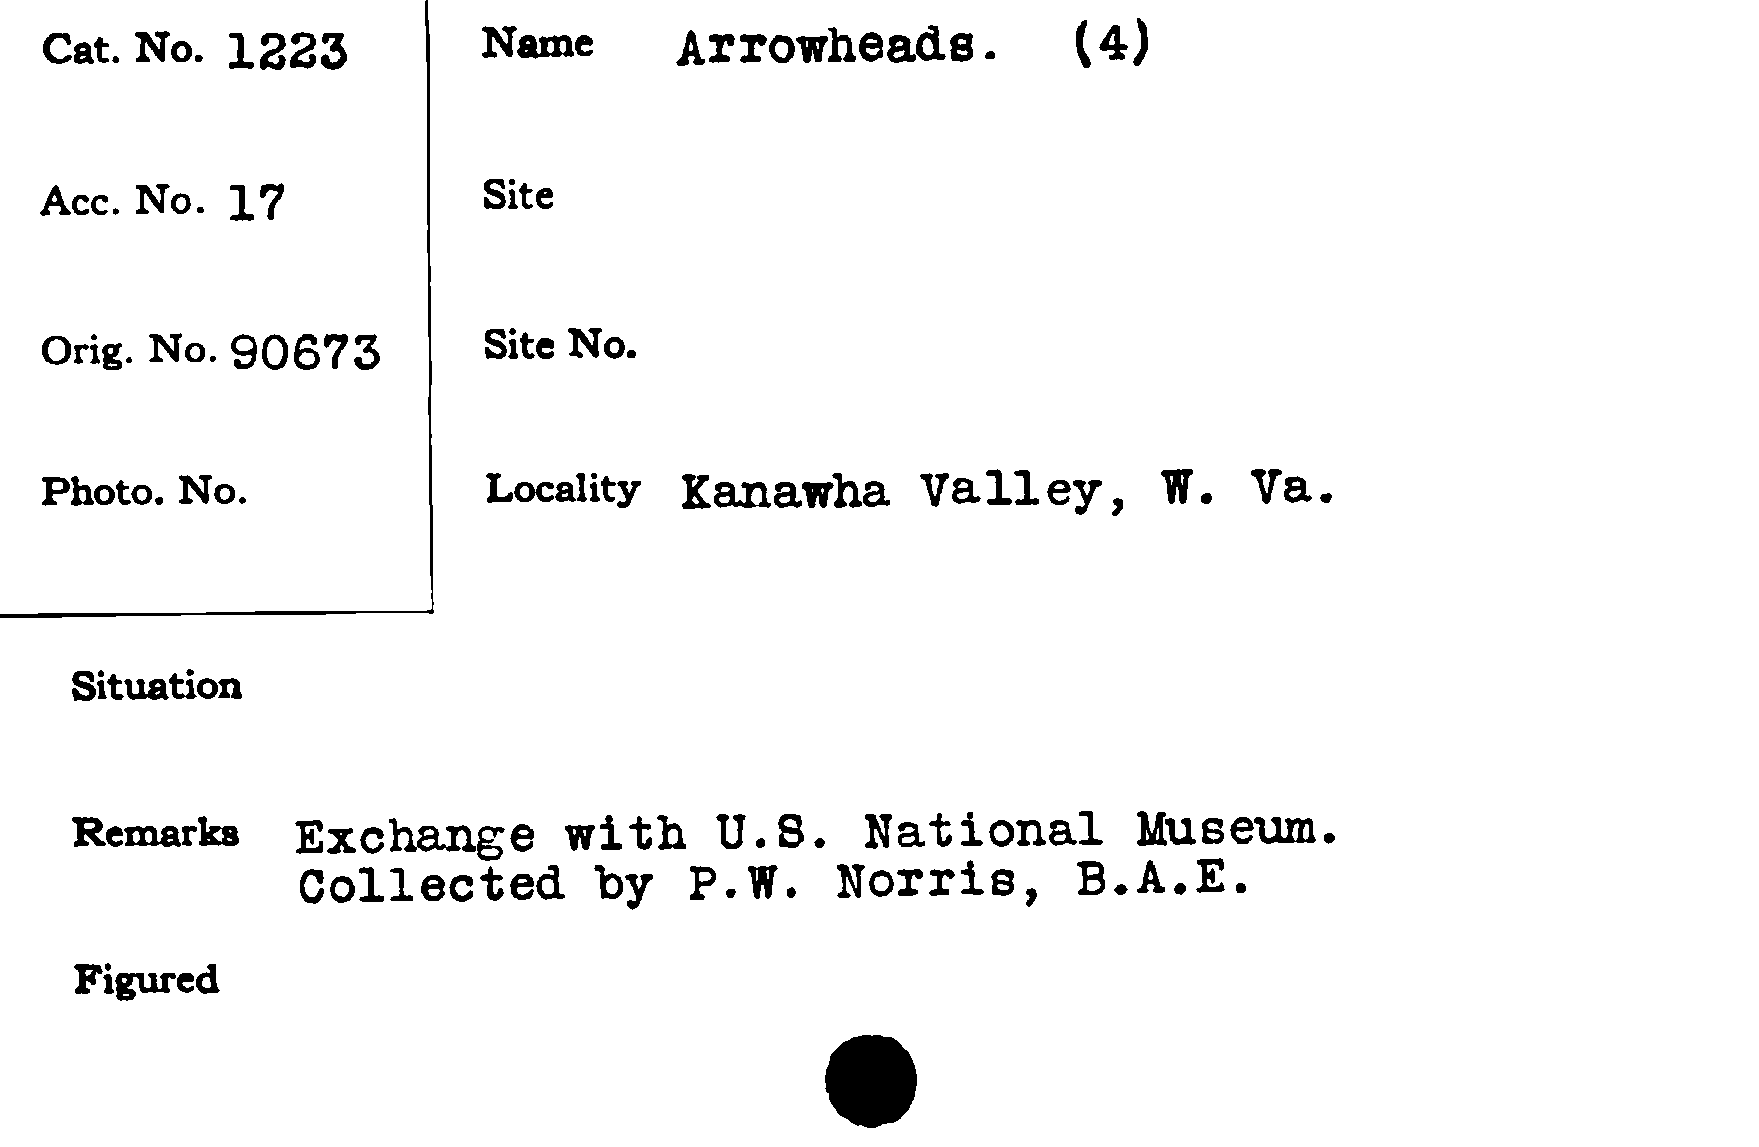 Cat. No. 1223
Name Arrowheads. (4)
Acc. No. 17
Site
Orig. No. 90673
Site No.
Photo. No.
Locality Kanawha Valley, W. Va.
Situation
Remarks Exchange with U.S. National Museum.
Collected by P.W. Norris, B.A.E.
Figured